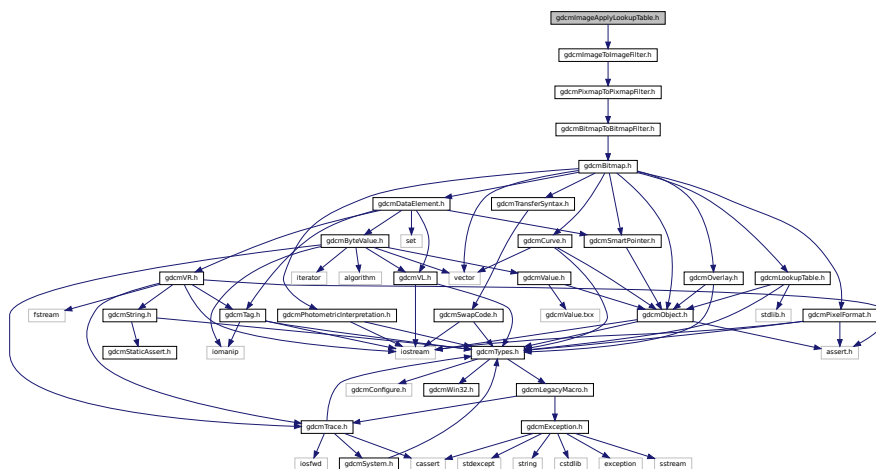 gdcmImageApplyLookupTable.h
gdcmImageToImageFilter.h
gdcmPixmapToPixmapFilter.h
gdcmBitmapToBitmapFilter.h
gdcmBitmap.h
gdcmDataElement.h
gdcmTransferSyntax.h
gdcmByteValue.h
set
gdcmCurve.h
gdcmSmartPointer.h
gdcmVR.h
iterator
algorithm
gdcmVL.h
vector
gdcmValue.h
gdcmOverlay.h
gdcmLookupTable.h
fstream
gdcmString.h
gdcmTag.h
gdcmPhotometricInterpretation.h
gdcmSwapCode.h
gdcmValue.txx
gdcmObject.h
stdlib.h
gdcmPixelFormat.h
gdcmStaticAssert.h
iomanip
iostream
gdcmTypes.h
assert.h
gdcmConfigure.h
gdcmWin32.h
gdcmLegacyMacro.h
gdcmTrace.h
gdcmException.h
iosfwd
gdcmSystem.h
cassert
stdexcept
string
cstdlib
exception
sstream